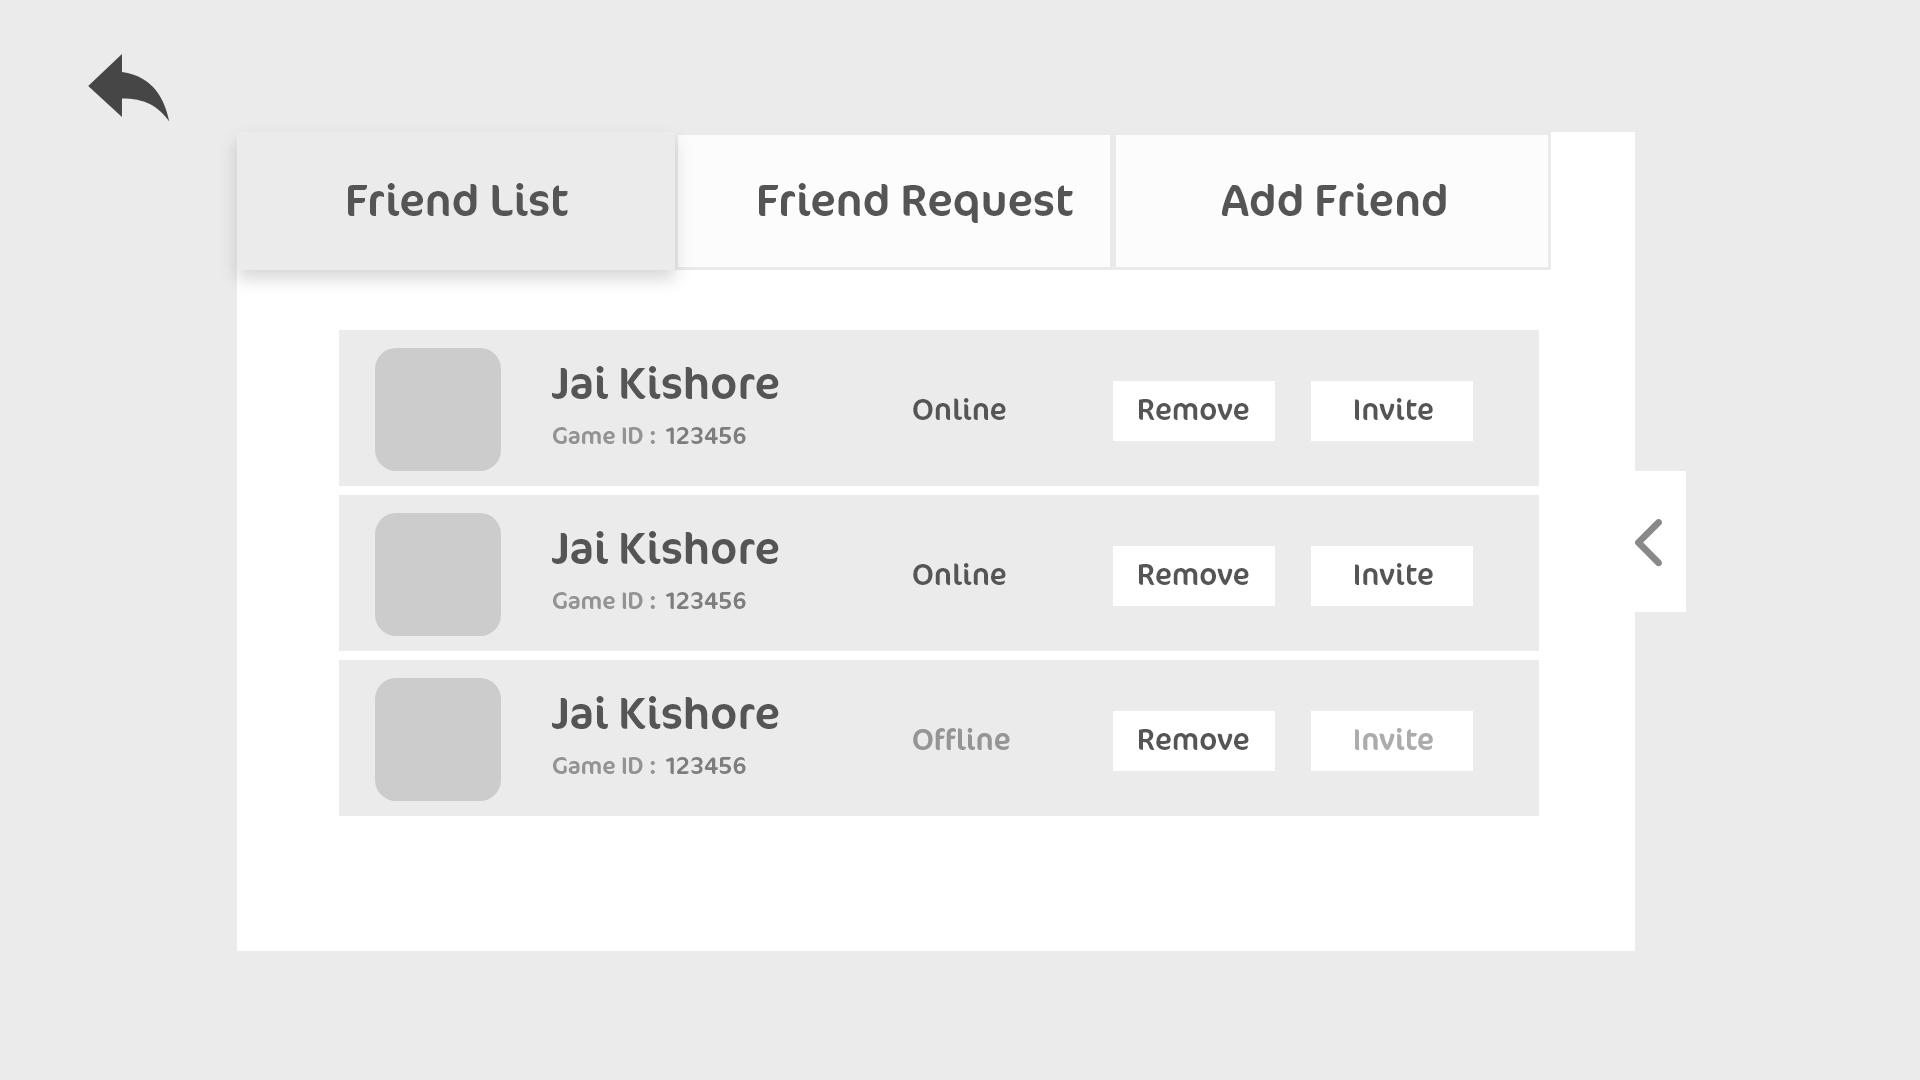 Friend List
Friend Request
Add Friend
Jai Kishore
Game ID : 123456
Online
Remove
Invite
Jai Kishore
Game ID : 123456
Online
Remove
Invite
Jai Kishore
Game ID : 123456
Offline
Remove
Invite